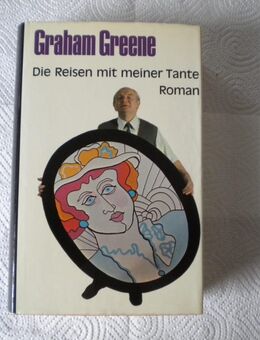 Graham Greene
Die Reisen mit meiner Tante
Roman